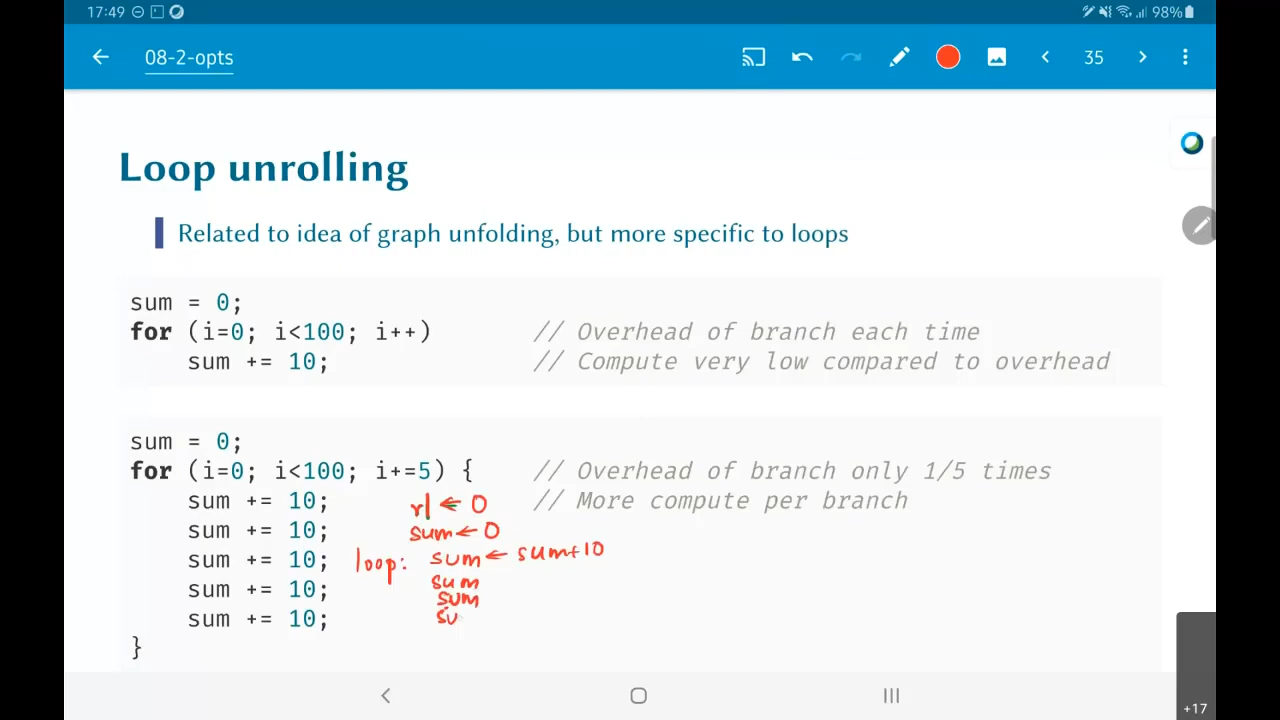 17:49 98%
08-2-opts 35
Loop unrolling
Related to idea of graph unfolding, but more specific to loops
sum = 0;
for (i=0; i<100; i++) // Overhead of branch each time
sum += 10; // Compute very low compared to overhead
sum = 0;
for (i=0; i<100; i+=5) { // Overhead of branch only 1/5 times
sum += 10; r1 ← 0 // More compute per branch
sum += 10; sum ← 0
sum += 10; loop: sum ← sum+10
sum
sum += 10; sum
sum += 10; su
}
+17